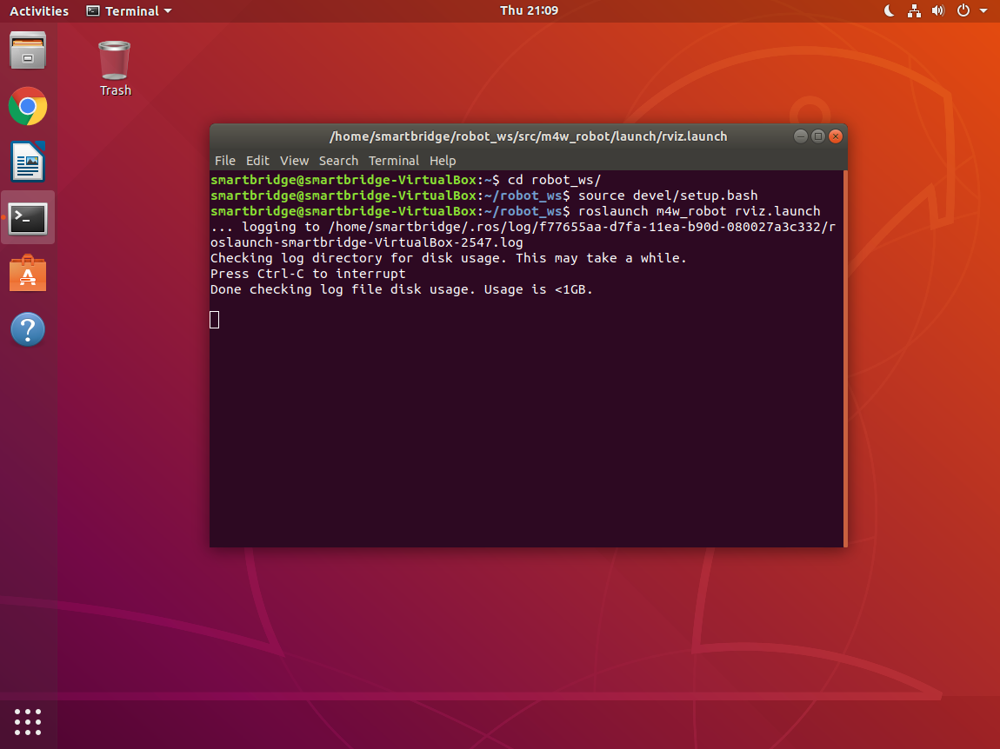 Activities Terminal Thu 21:09
Trash
/home/smartbridge/robot_ws/src/m4w_robot/launch/rviz.launch
File Edit View Search Terminal Help
smartbridge@smartbridge-VirtualBox:~$ cd robot_ws/
smartbridge@smartbridge-VirtualBox:~/robot_ws$ source devel/setup.bash
smartbridge@smartbridge-VirtualBox:~/robot_ws$ roslaunch m4w_robot rviz.launch
... logging to /home/smartbridge/.ros/log/f77655aa-d7fa-11ea-b90d-080027a3c332/r
oslaunch-smartbridge-VirtualBox-2547.log
Checking log directory for disk usage. This may take a while.
Press Ctrl-C to interrupt
Done checking log file disk usage. Usage is <1GB.